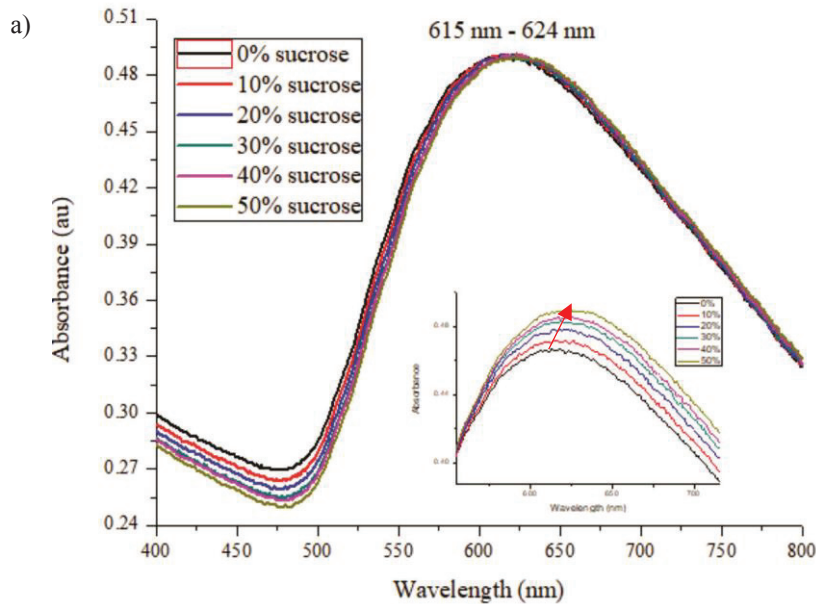 a)
615 nm - 624 nm
0% sucrose
10% sucrose
20% sucrose
30% sucrose
40% sucrose
50% sucrose
0.51
0.48
0.45
0.42
0.39
0.36
0.33
0.30
0.27
0.24
Absorbance (au)
400
450
500
550
600
650
700
750
800
Wavelength (nm)
0%
10%
20%
30%
40%
50%
0.48
0.44
0.40
Absorbance
600
700
Wavelength (nm)